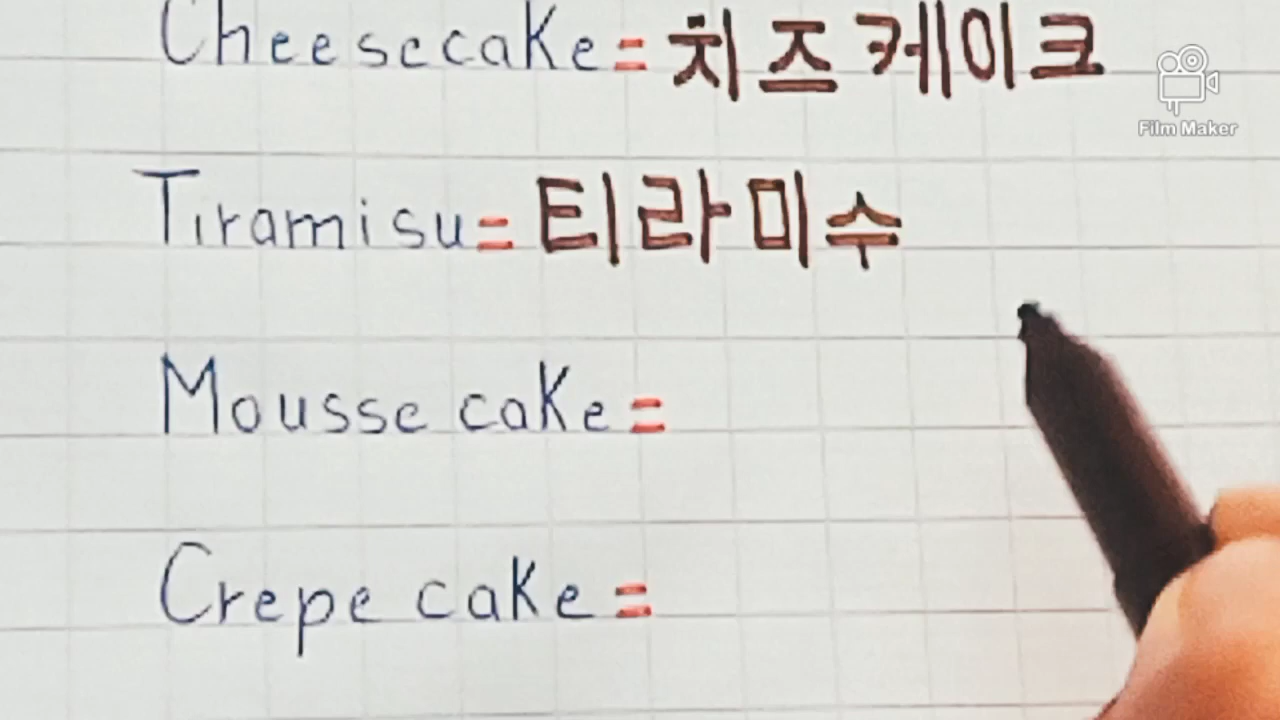 Cheesecake = 치즈케이크
Film Maker
Tiramisu = 티라미수
Mousse cake =
Crepe cake =